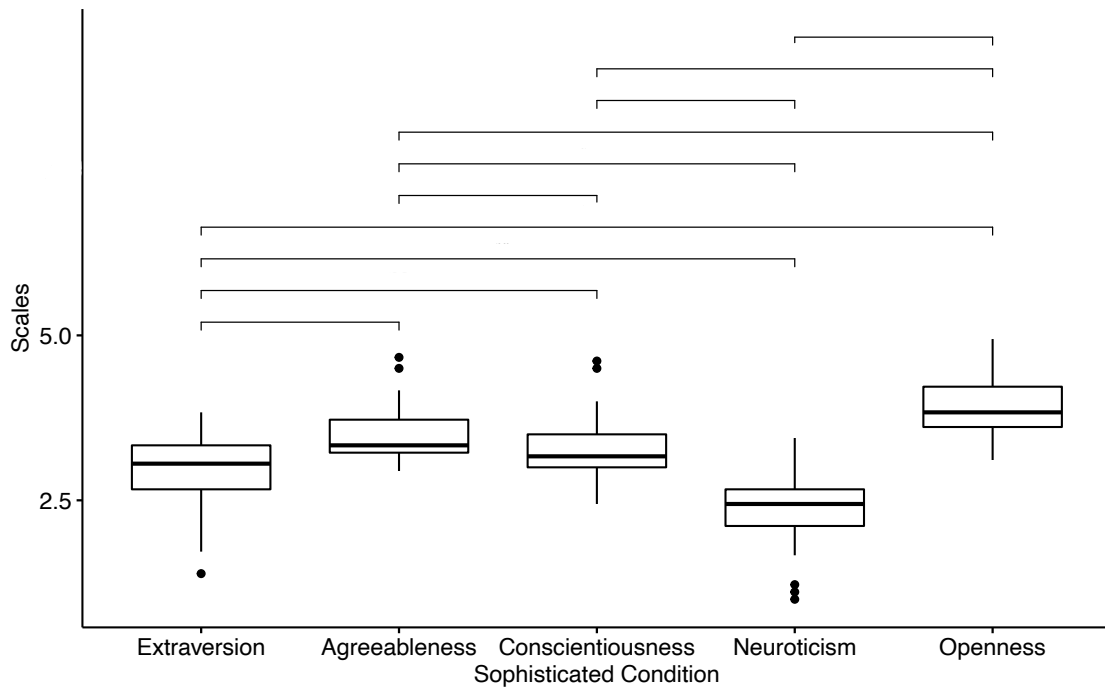 Scales
5.0
2.5
Extraversion Agreeableness Conscientiousness Neuroticism Openness
Sophisticated Condition